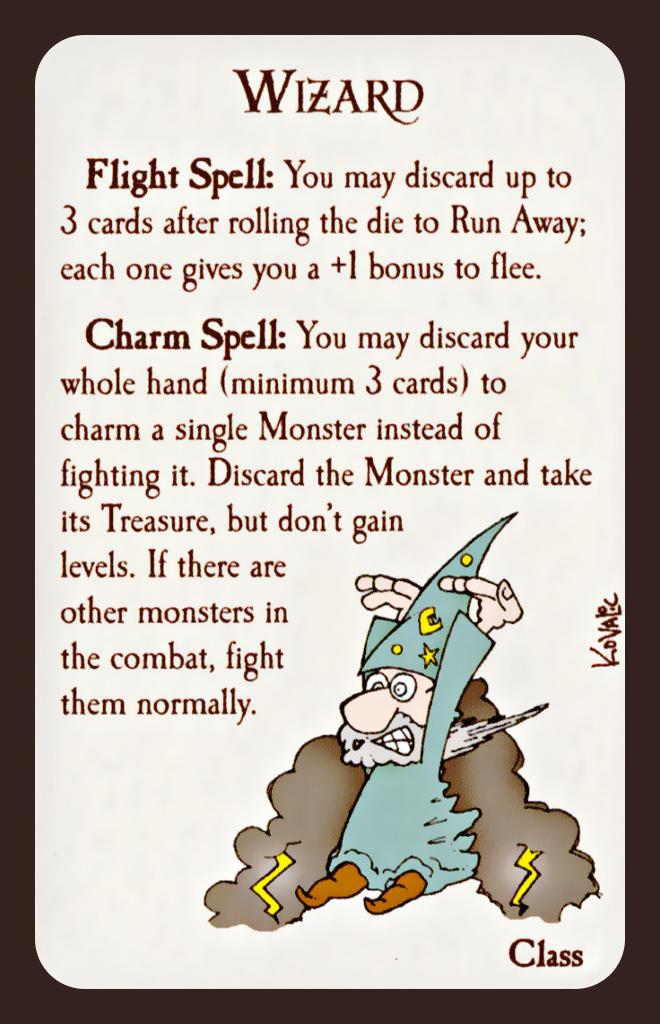 WIZARD
Flight Spell: You may discard up to
3 cards after rolling the die to Run Away;
each one gives you a +1 bonus to flee.
Charm Spell: You may discard your
whole hand (minimum 3 cards) to
charm a single Monster instead of
fighting it. Discard the Monster and take
its Treasure, but don't gain
levels. If there are
other monsters in
the combat, fight
them normally.
KOVALIC
Class